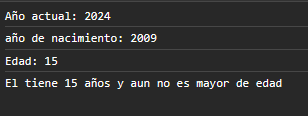 Año actual: 2024
año de nacimiento: 2009
Edad: 15
El tiene 15 años y aun no es mayor de edad